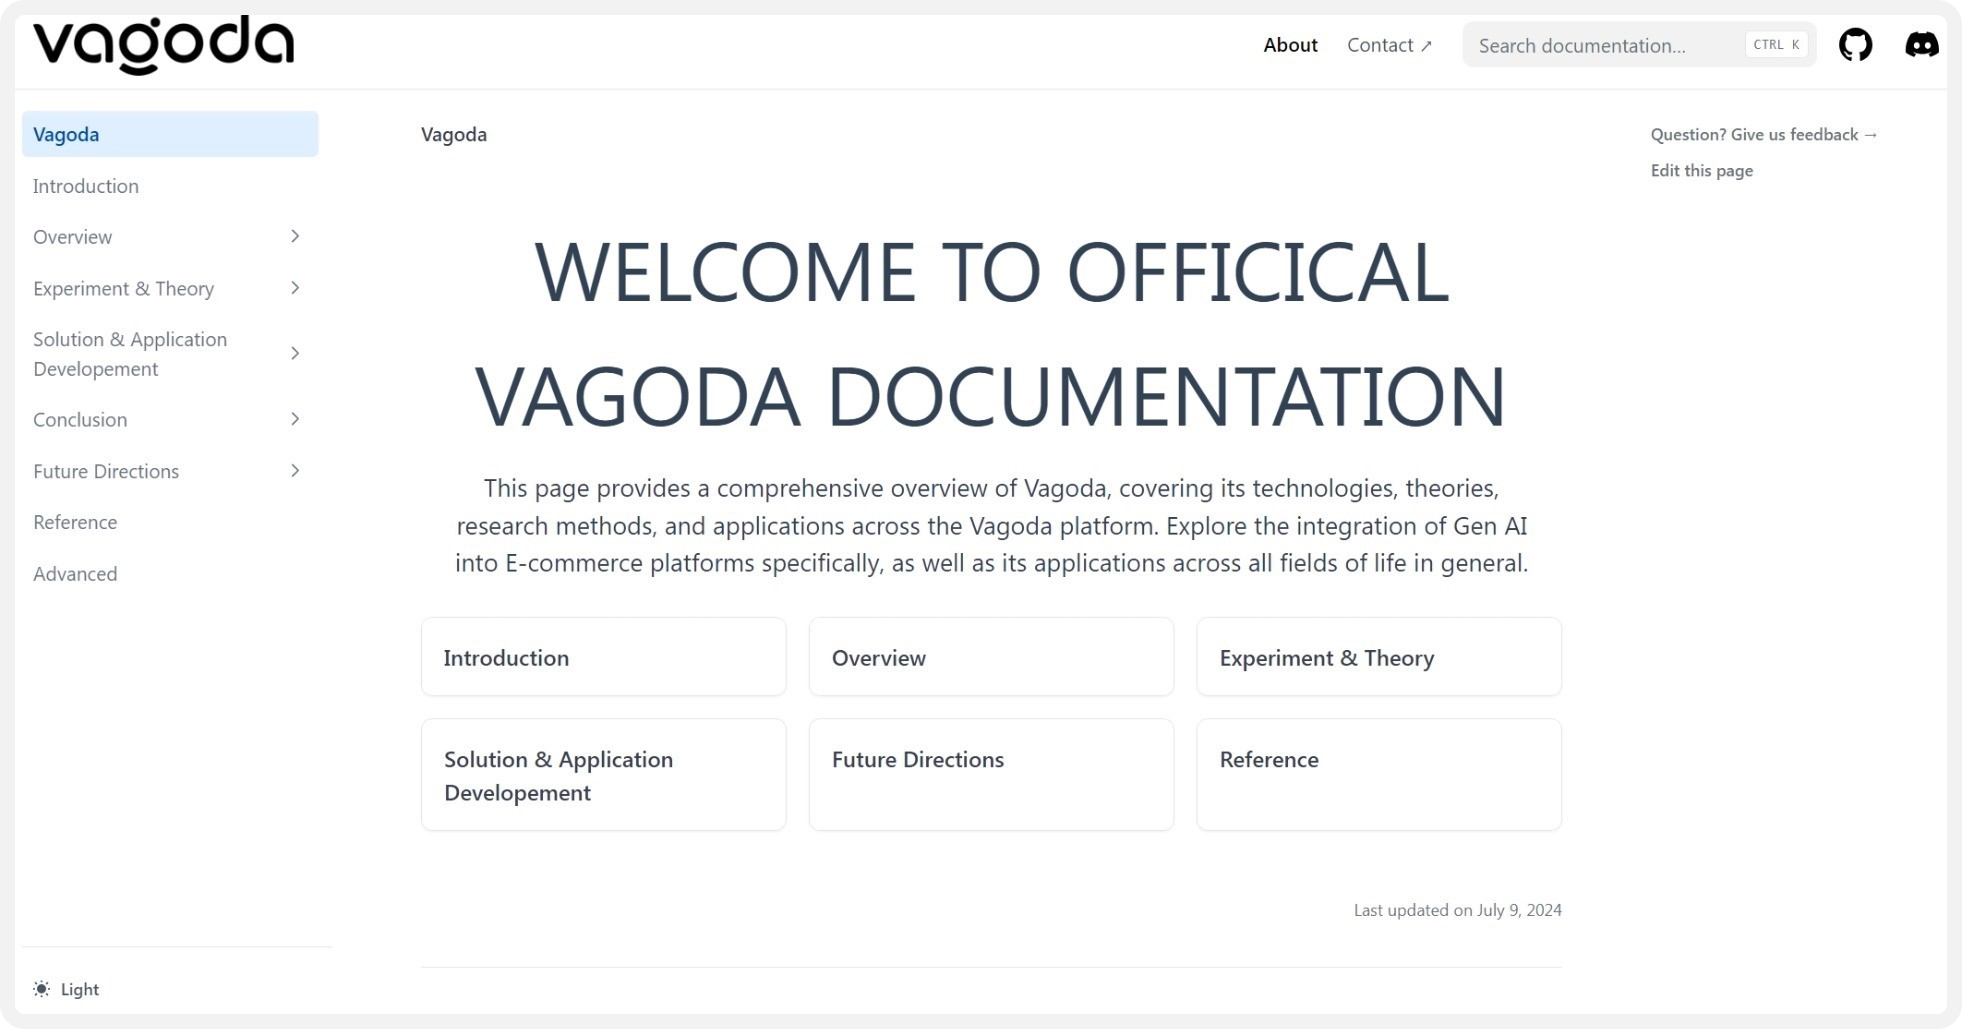 vagoda
About
Contact ↗
Search documentation...
CTRL K
Vagoda
Introduction
Overview
Experiment & Theory
Solution & Application
Developement
Conclusion
Future Directions
Reference
Advanced
Light
Vagoda
WELCOME TO OFFICICAL
VAGODA DOCUMENTATION
This page provides a comprehensive overview of Vagoda, covering its technologies, theories,
research methods, and applications across the Vagoda platform. Explore the integration of Gen AI
into E-commerce platforms specifically, as well as its applications across all fields of life in general.
Introduction
Overview
Experiment & Theory
Solution & Application
Developement
Future Directions
Reference
Last updated on July 9, 2024
Question? Give us feedback →
Edit this page